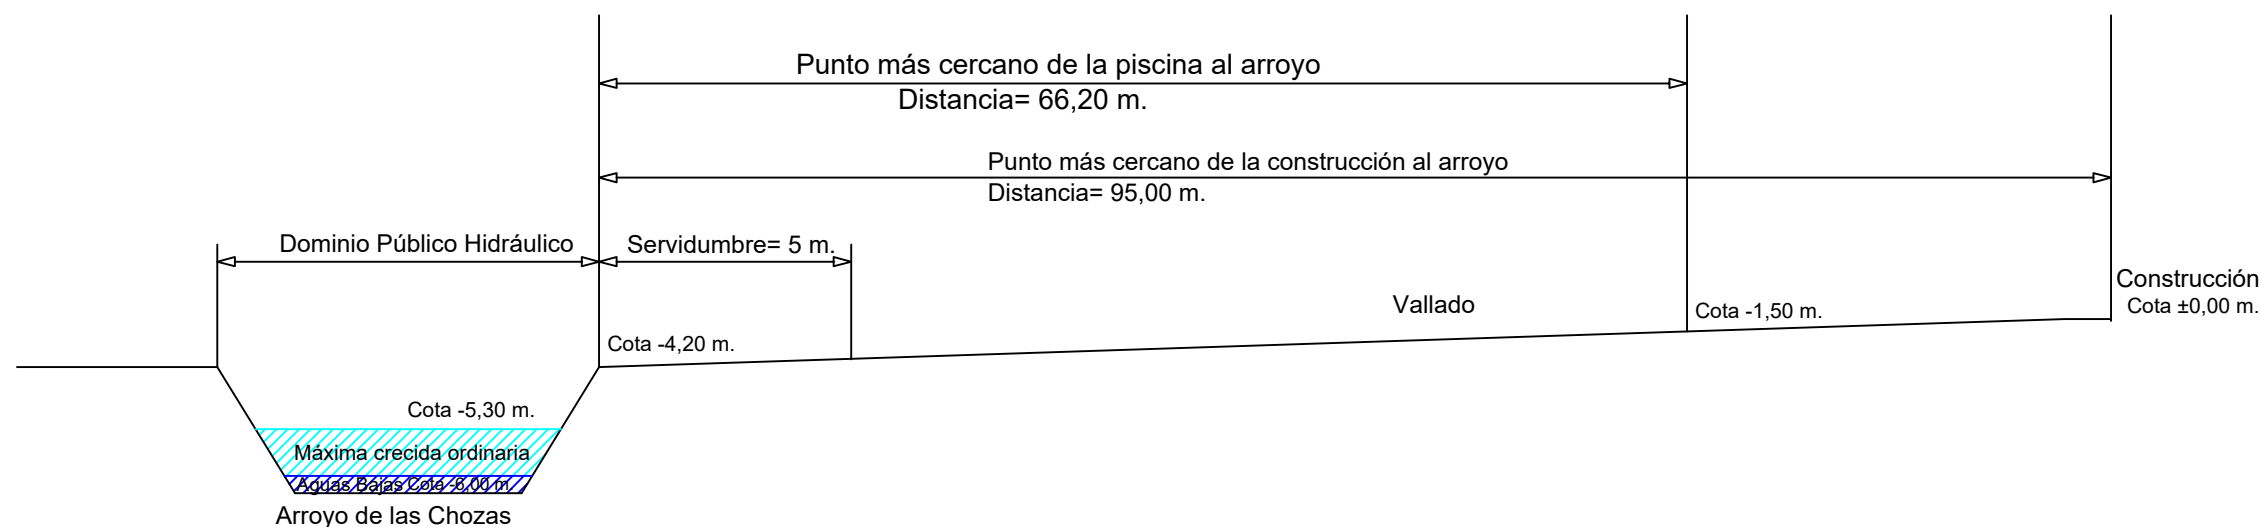 Punto más cercano de la piscina al arroyo
Distancia= 66,20 m.
Punto más cercano de la construcción al arroyo
Distancia= 95,00 m.
Dominio Público Hidráulico
Servidumbre= 5 m.
Construcción
Cota ±0,00 m.
Vallado
Cota -1,50 m.
Cota -4,20 m.
Cota -5,30 m.
Máxima crecida ordinaria
Aguas Bajas Cota -6,00 m.
Arroyo de las Chozas